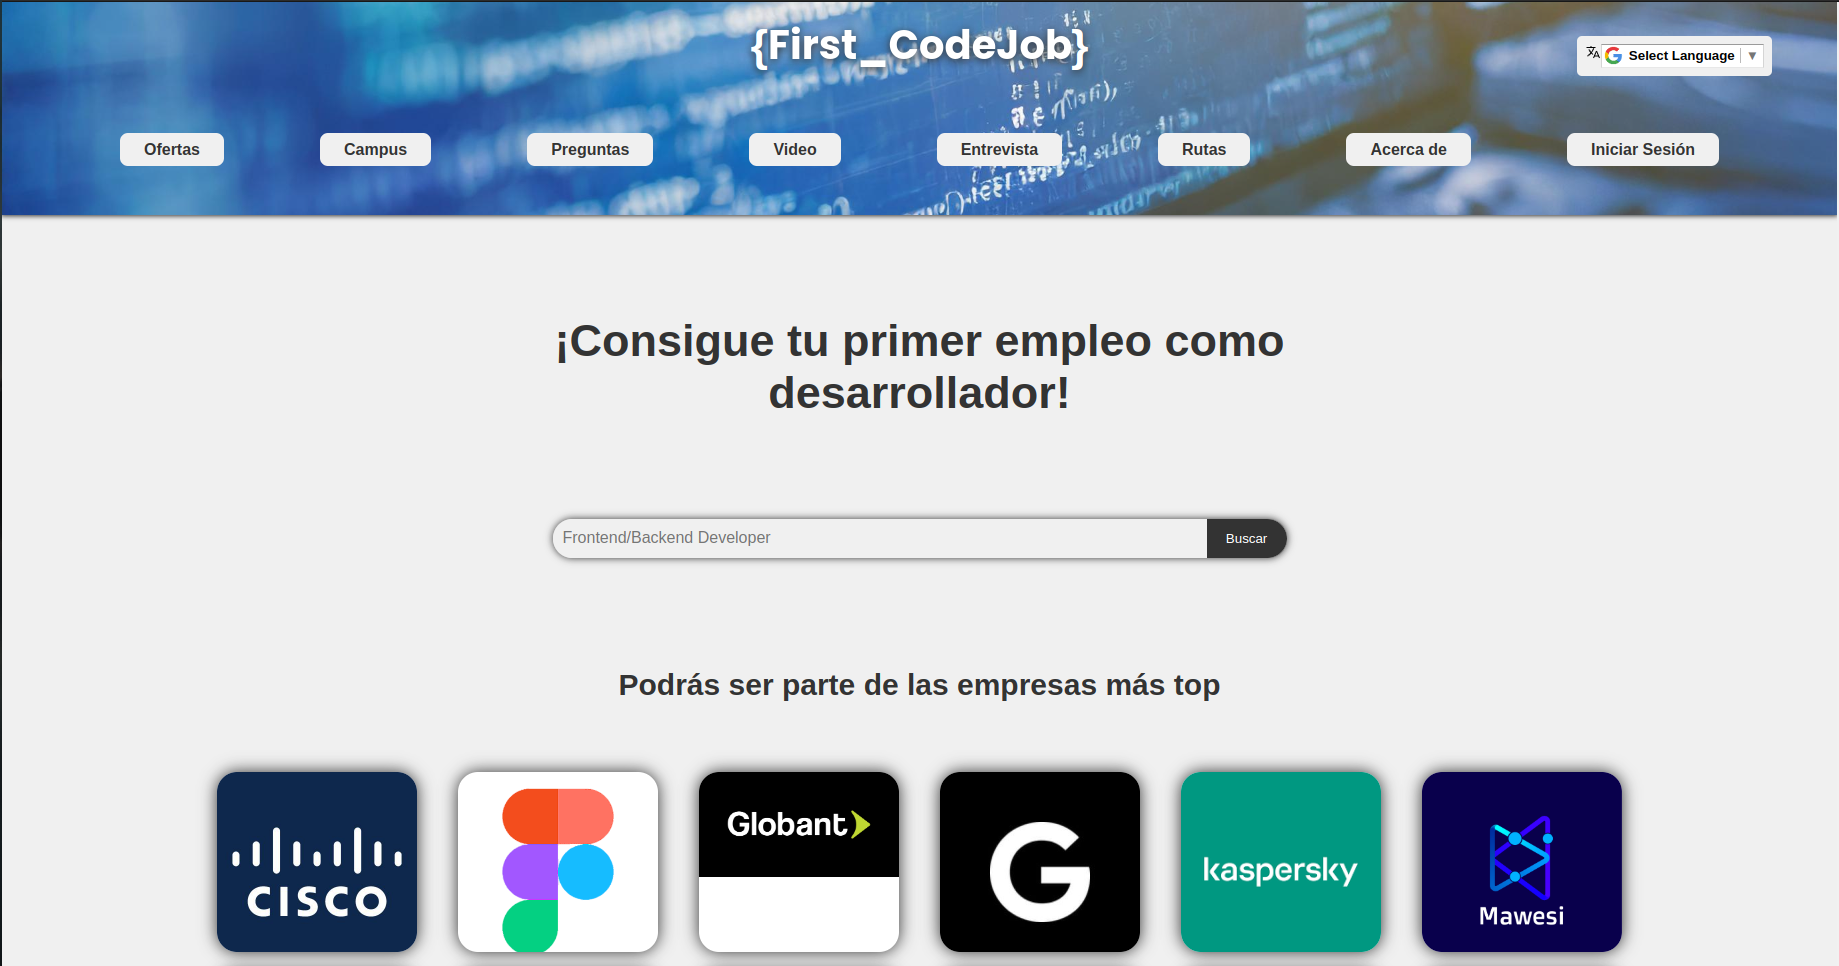 {First_CodeJob}
Select Language ▼
Ofertas
Campus
Preguntas
Video
Entrevista
Rutas
Acerca de
Iniciar Sesión
¡Consigue tu primer empleo como
desarrollador!
Frontend/Backend Developer
Buscar
Podrás ser parte de las empresas más top
CISCO
Globant
G
kaspersky
Mawesi